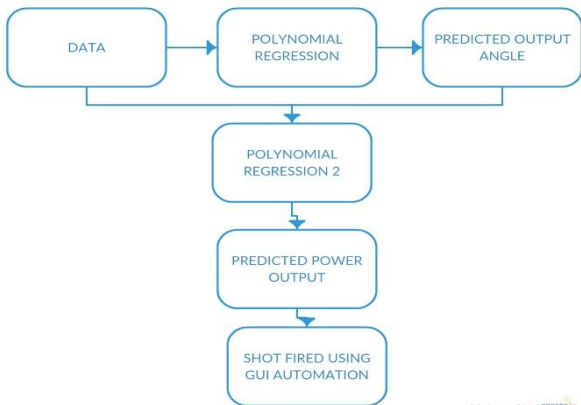 DATA
POLYNOMIAL
REGRESSION
PREDICTED OUTPUT
ANGLE
POLYNOMIAL
REGRESSION 2
PREDICTED POWER
OUTPUT
SHOT FIRED USING
GUI AUTOMATION